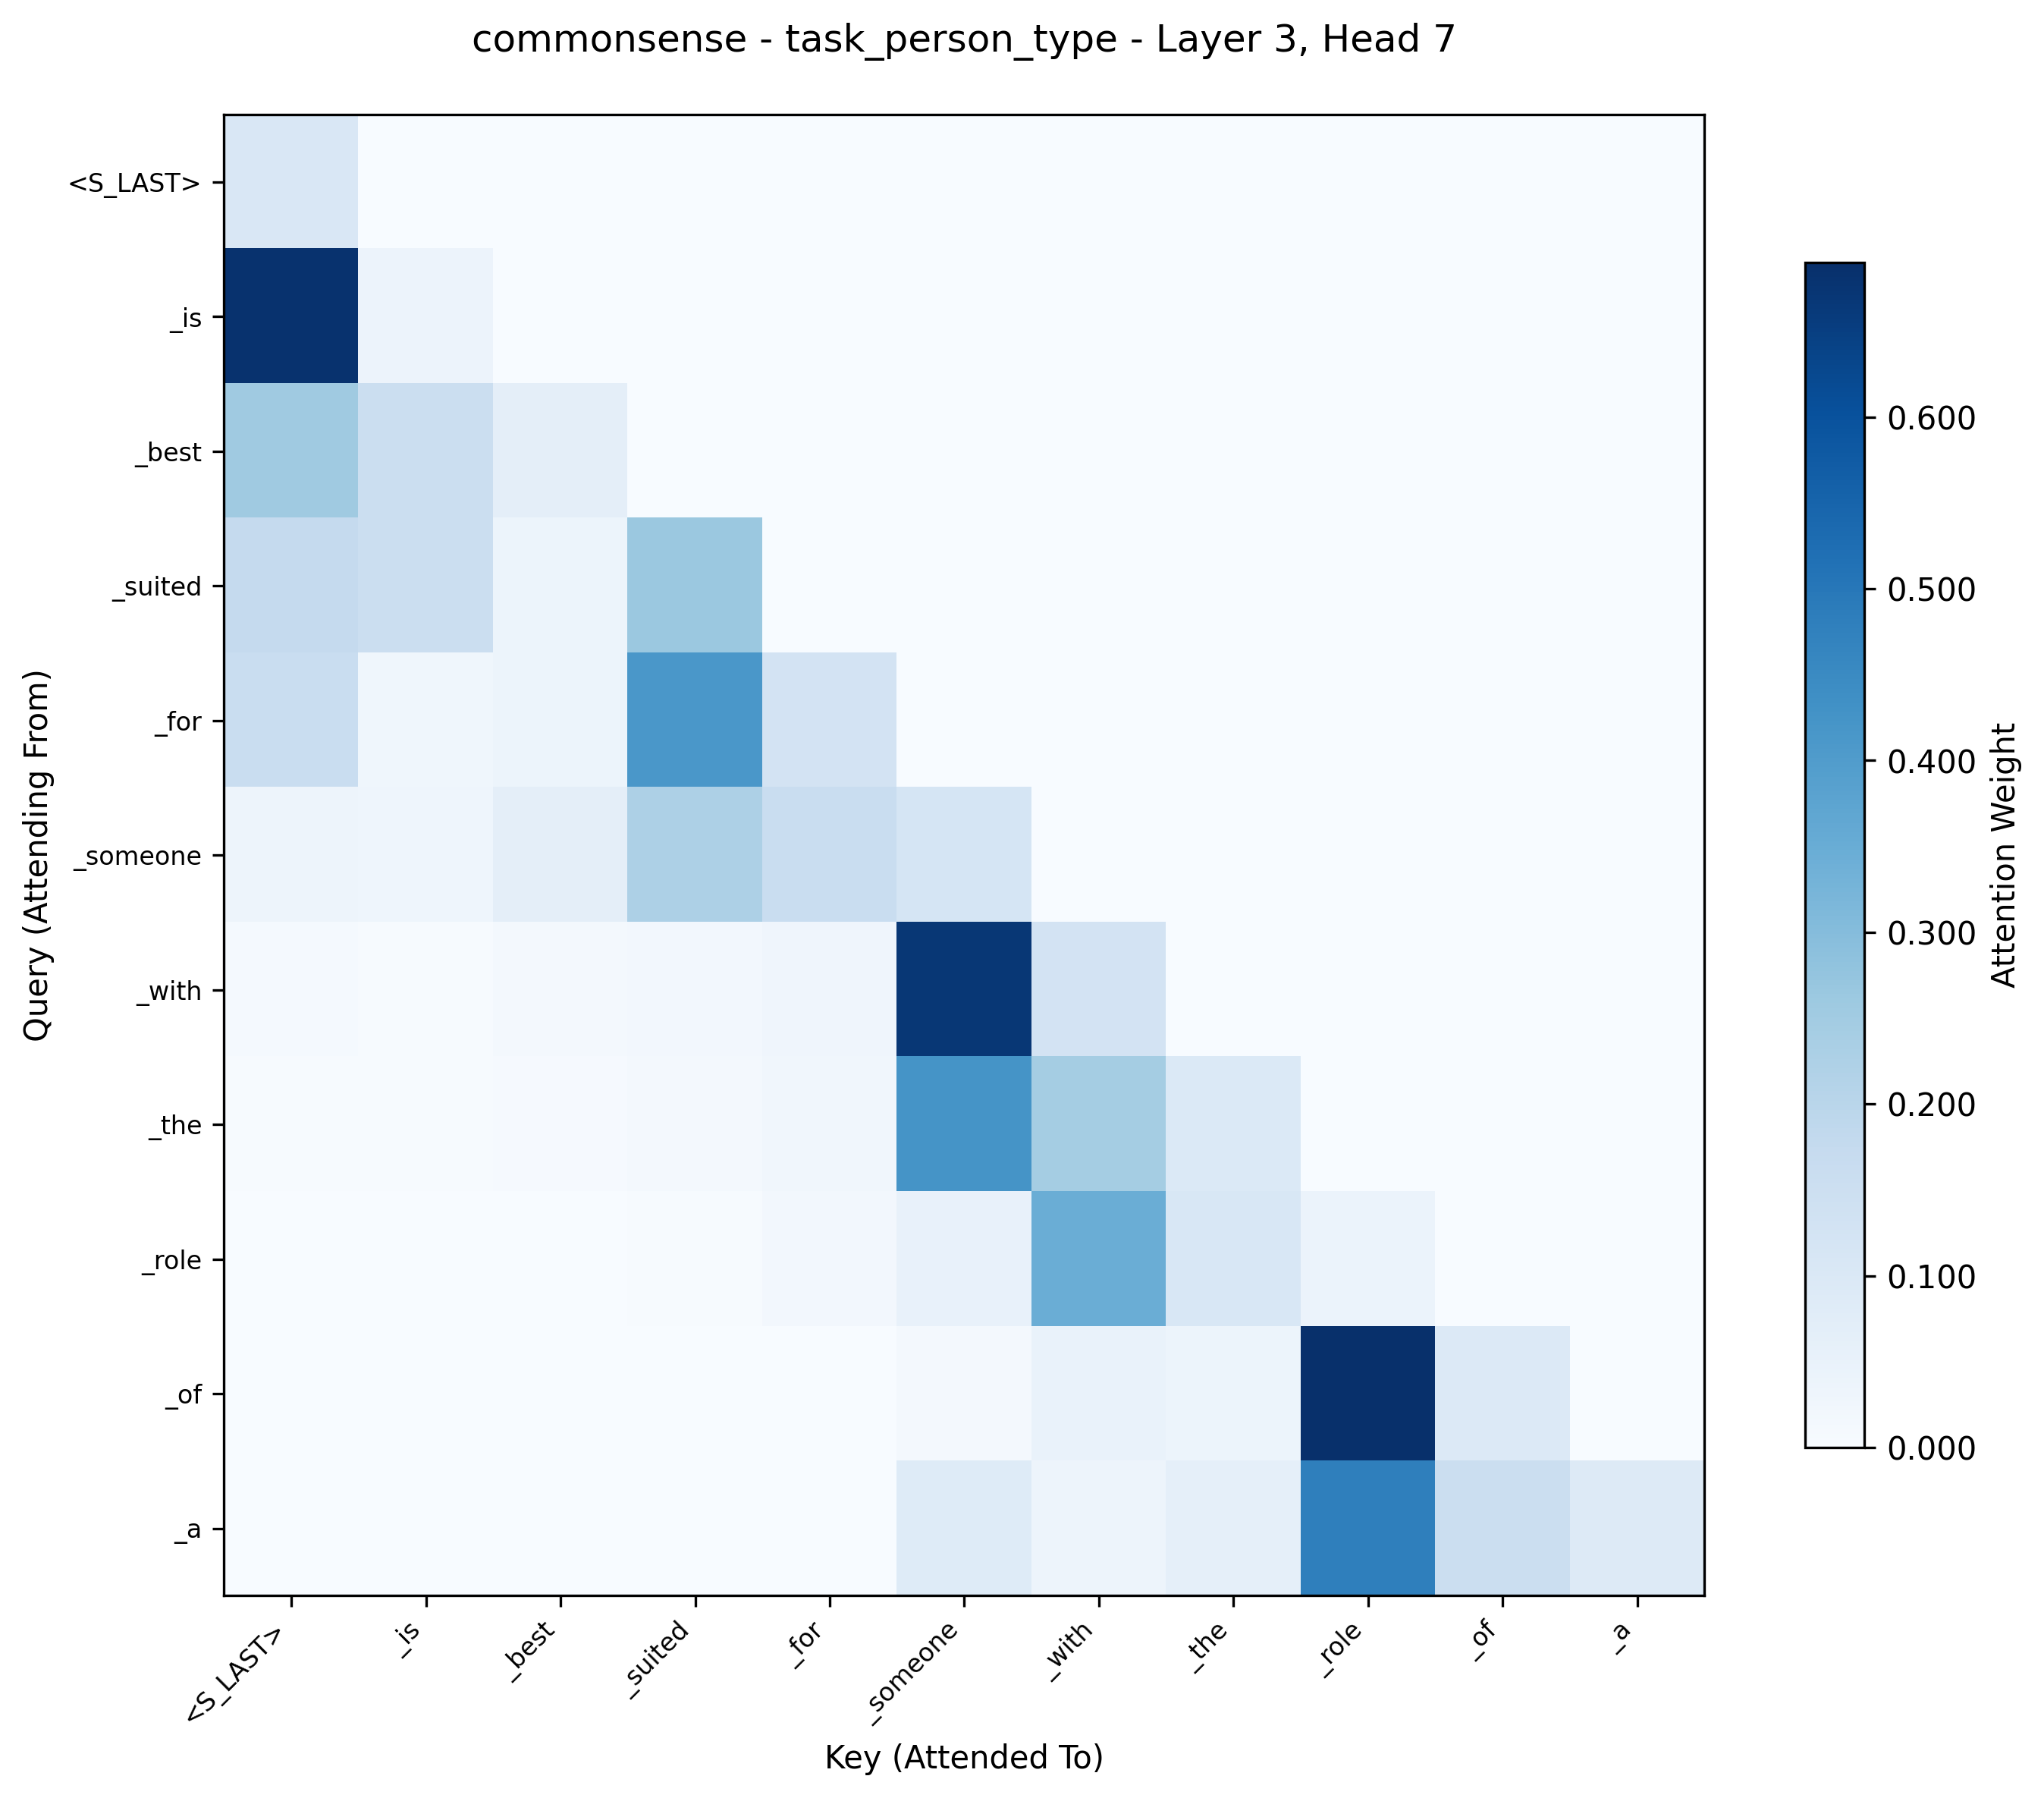 commonsense - task_person_type - Layer 3, Head 7
<S_LAST>
_is
_best
_suited
_for
_someone
_with
_the
_role
_of
_a
Query (Attending From)
<S_LAST>
_is
_best
_suited
_for
_someone
_with
_the
_role
_of
_a
Key (Attended To)
0.600
0.500
0.400
0.300
0.200
0.100
0.000
Attention Weight